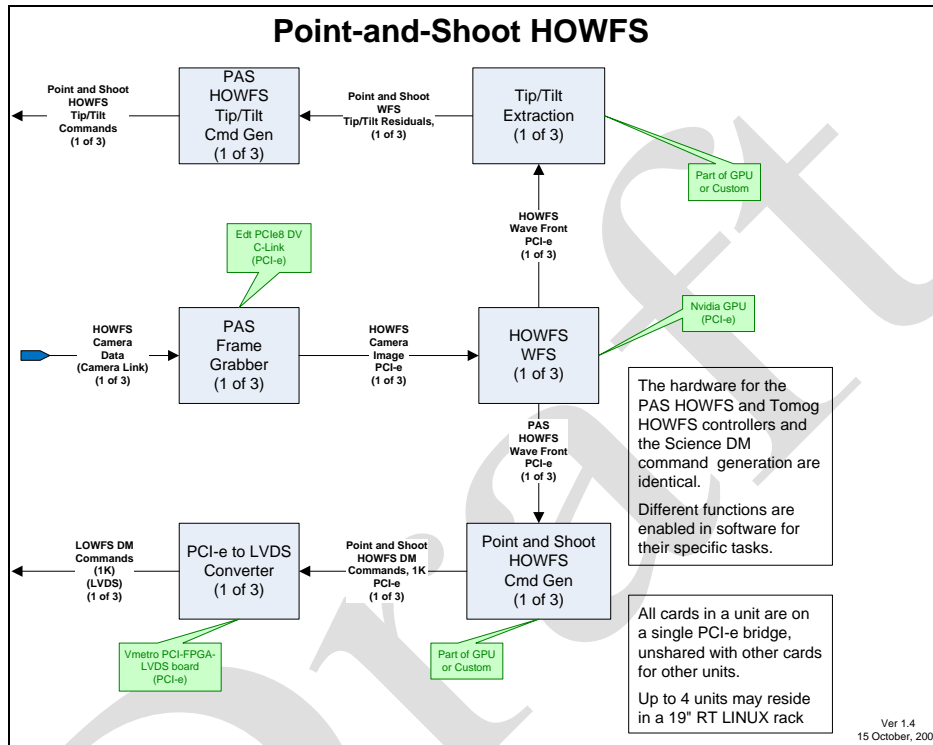 Point-and-Shoot HOWFS
Point and Shoot
HOWFS
Tip/Tilt
Commands
(1 of 3)
PAS
HOWFS
Tip/Tilt
Cmd Gen
(1 of 3)
Point and Shoot
WFS
Tip/Tilt Residuals,
(1 of 3)
Tip/Tilt
Extraction
(1 of 3)
Part of GPU
or Custom
HOWFS
Wave Front
PCI-e
(1 of 3)
Edt PCIe8 DV
C-Link
(PCI-e)
HOWFS
Camera
Data
(Camera Link)
(1 of 3)
PAS
Frame
Grabber
(1 of 3)
HOWFS
Camera
Image
PCI-e
(1 of 3)
HOWFS
WFS
(1 of 3)
Nvidia GPU
(PCI-e)
The hardware for the
PAS HOWFS and Tomog
HOWFS controllers and
the Science DM
command generation are
identical.
Different functions are
enabled in software for
their specific tasks.
PAS
HOWFS
Wave Front
PCI-e
(1 of 3)
LOWFS DM
Commands
(1K)
(LVDS)
(1 of 3)
PCI-e to LVDS
Converter
(1 of 3)
Point and Shoot
HOWFS DM
Commands, 1K
PCI-e
(1 of 3)
Point and Shoot
HOWFS
Cmd Gen
(1 of 3)
Vmetro PCI-FPGA-
LVDS board
(PCI-e)
Part of GPU
or Custom
All cards in a unit are on
a single PCI-e bridge,
unshared with other cards
for other units.
Up to 4 units may reside
in a 19" RT LINUX rack
Ver 1.4
15 October, 200
Draft